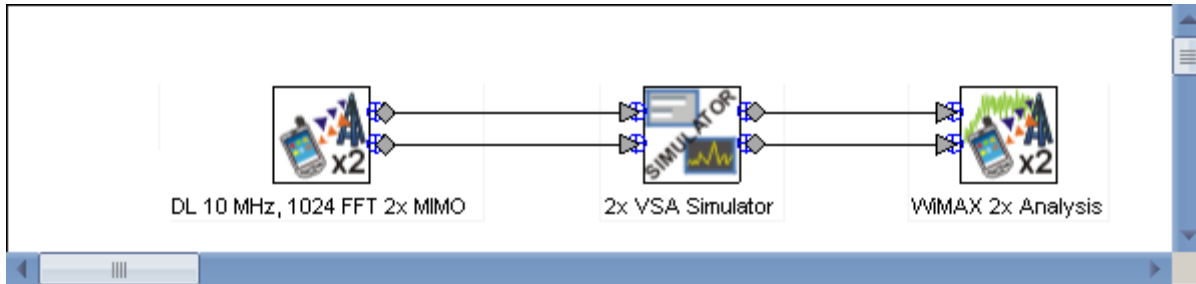 x2
SIMULATOR
x2
DL 10 MHz, 1024 FFT 2x MIMO
2x VSA Simulator
WiMAX 2x Analysis